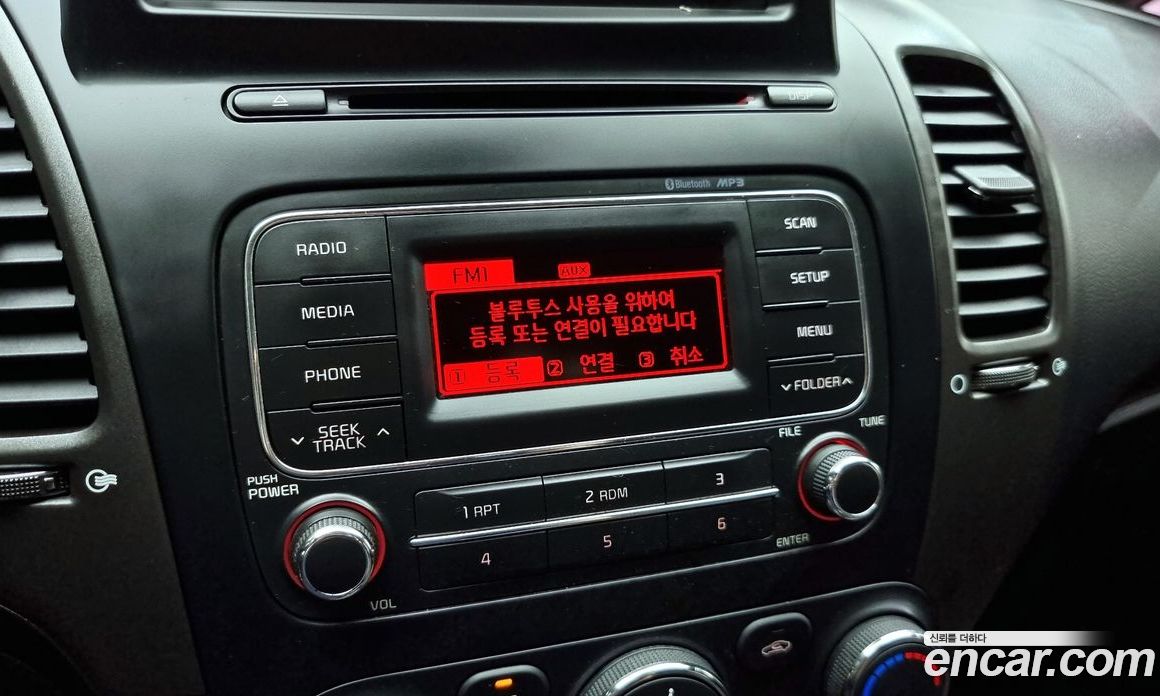 DISP
Bluetooth MP3
RADIO
MEDIA
PHONE
SEEK
TRACK
SCAN
SETUP
MENU
FOLDER
FM1
AUX
블루투스 사용을 위하여
등록 또는 연결이 필요합니다
1 등록 2 연결 3 취소
PUSH
POWER
VOL
1 RPT
2 RDM
3
4
5
6
FILE
TUNE
ENTER
신뢰를 더하다
encar.com